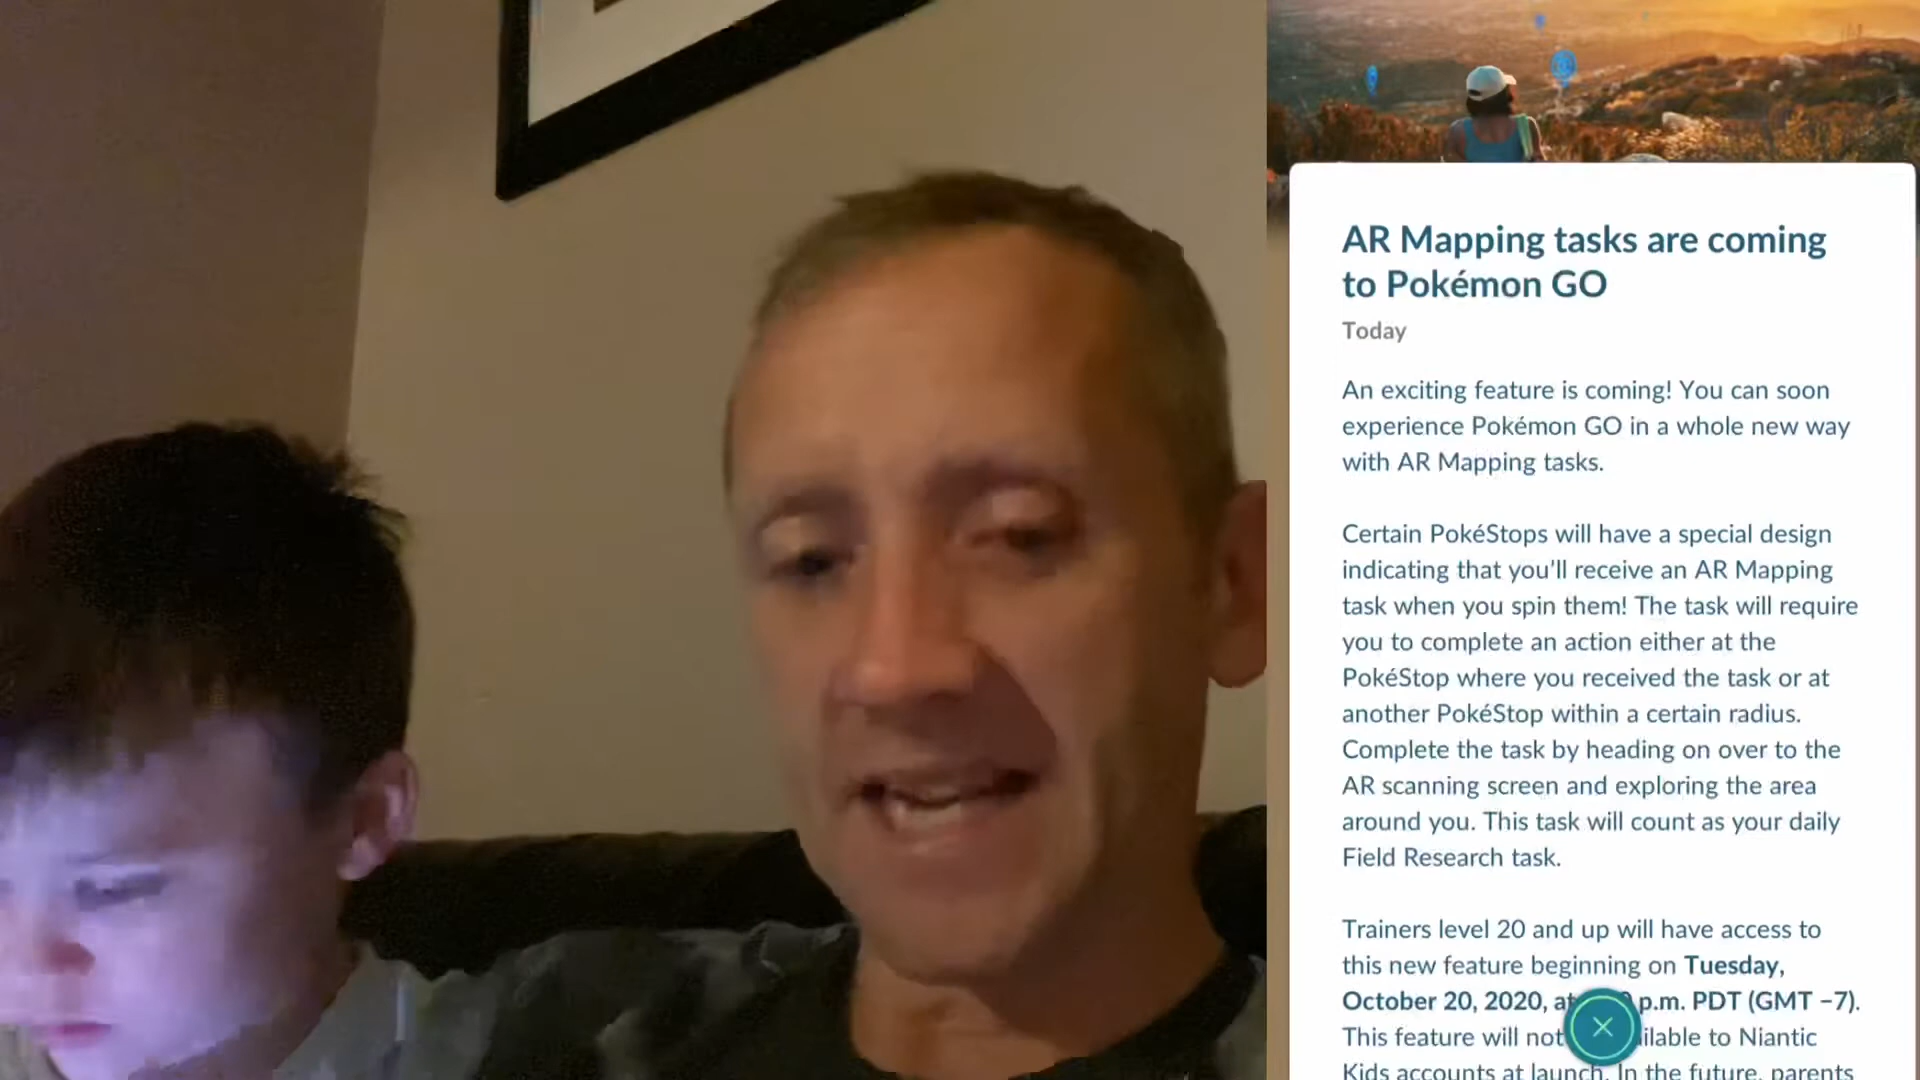 AR Mapping tasks are coming
to Pokémon GO
Today
An exciting feature is coming! You can soon
experience Pokémon GO in a whole new way
with AR Mapping tasks.
Certain PokéStops will have a special design
indicating that you'll receive an AR Mapping
task when you spin them! The task will require
you to complete an action either at the
PokéStop where you received the task or at
another PokéStop within a certain radius.
Complete the task by heading on over to the
AR scanning screen and exploring the area
around you. This task will count as your daily
Field Research task.
Trainers level 20 and up will have access to
this new feature beginning on Tuesday,
October 20, 2020, at p.m. PDT (GMT −7).
This feature will not to Niantic
Kids accounts at launch. In the future, parents